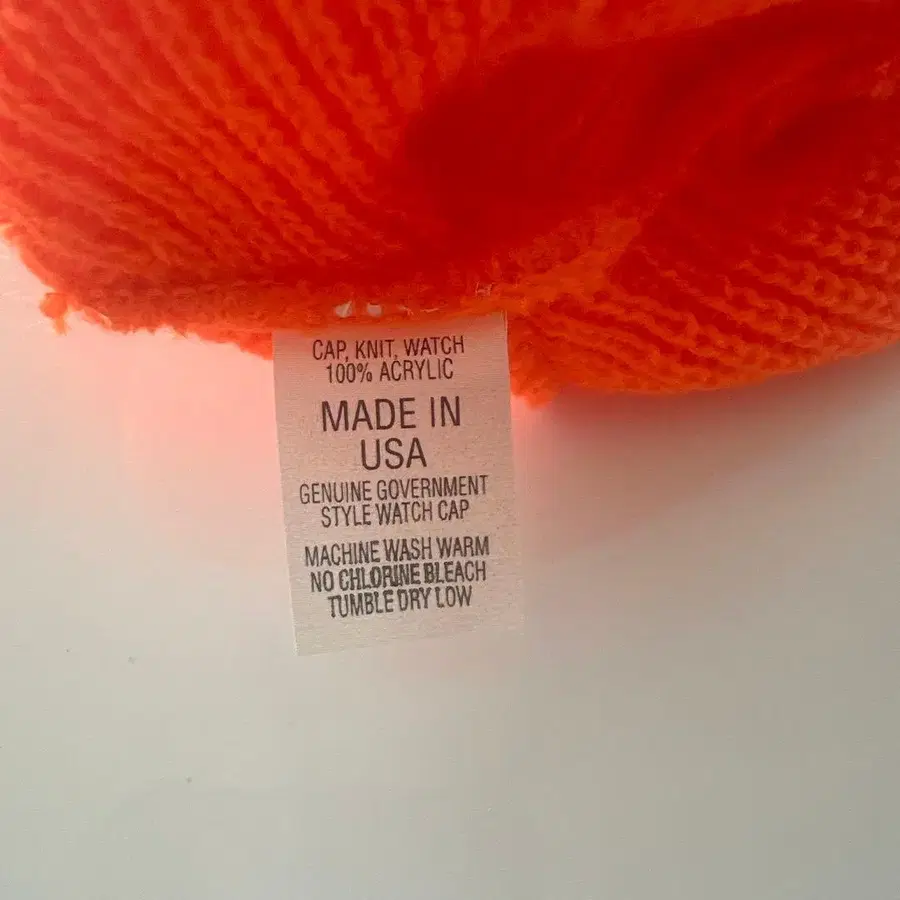 CAP, KNIT, WATCH
100% ACRYLIC
MADE IN
USA
GENUINE GOVERNMENT
STYLE WATCH CAP
MACHINE WASH WARM
NO CHLORINE BLEACH
TUMBLE DRY LOW